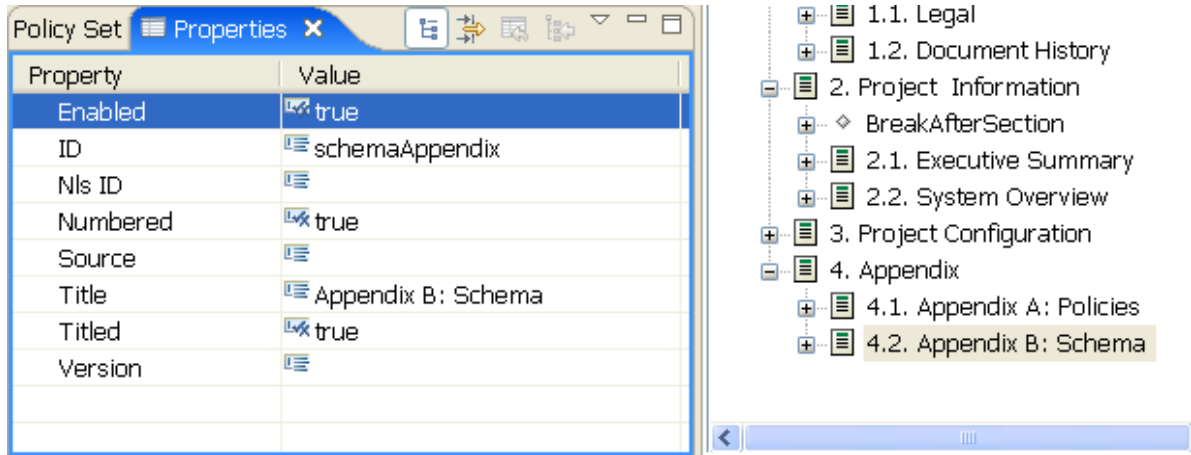 Policy Set Properties
Property Value
Enabled true
ID schemaAppendix
Nls ID
Numbered true
Source
Title Appendix B: Schema
Titled true
Version
1.1. Legal
1.2. Document History
2. Project Information
BreakAfterSection
2.1. Executive Summary
2.2. System Overview
3. Project Configuration
4. Appendix
4.1. Appendix A: Policies
4.2. Appendix B: Schema